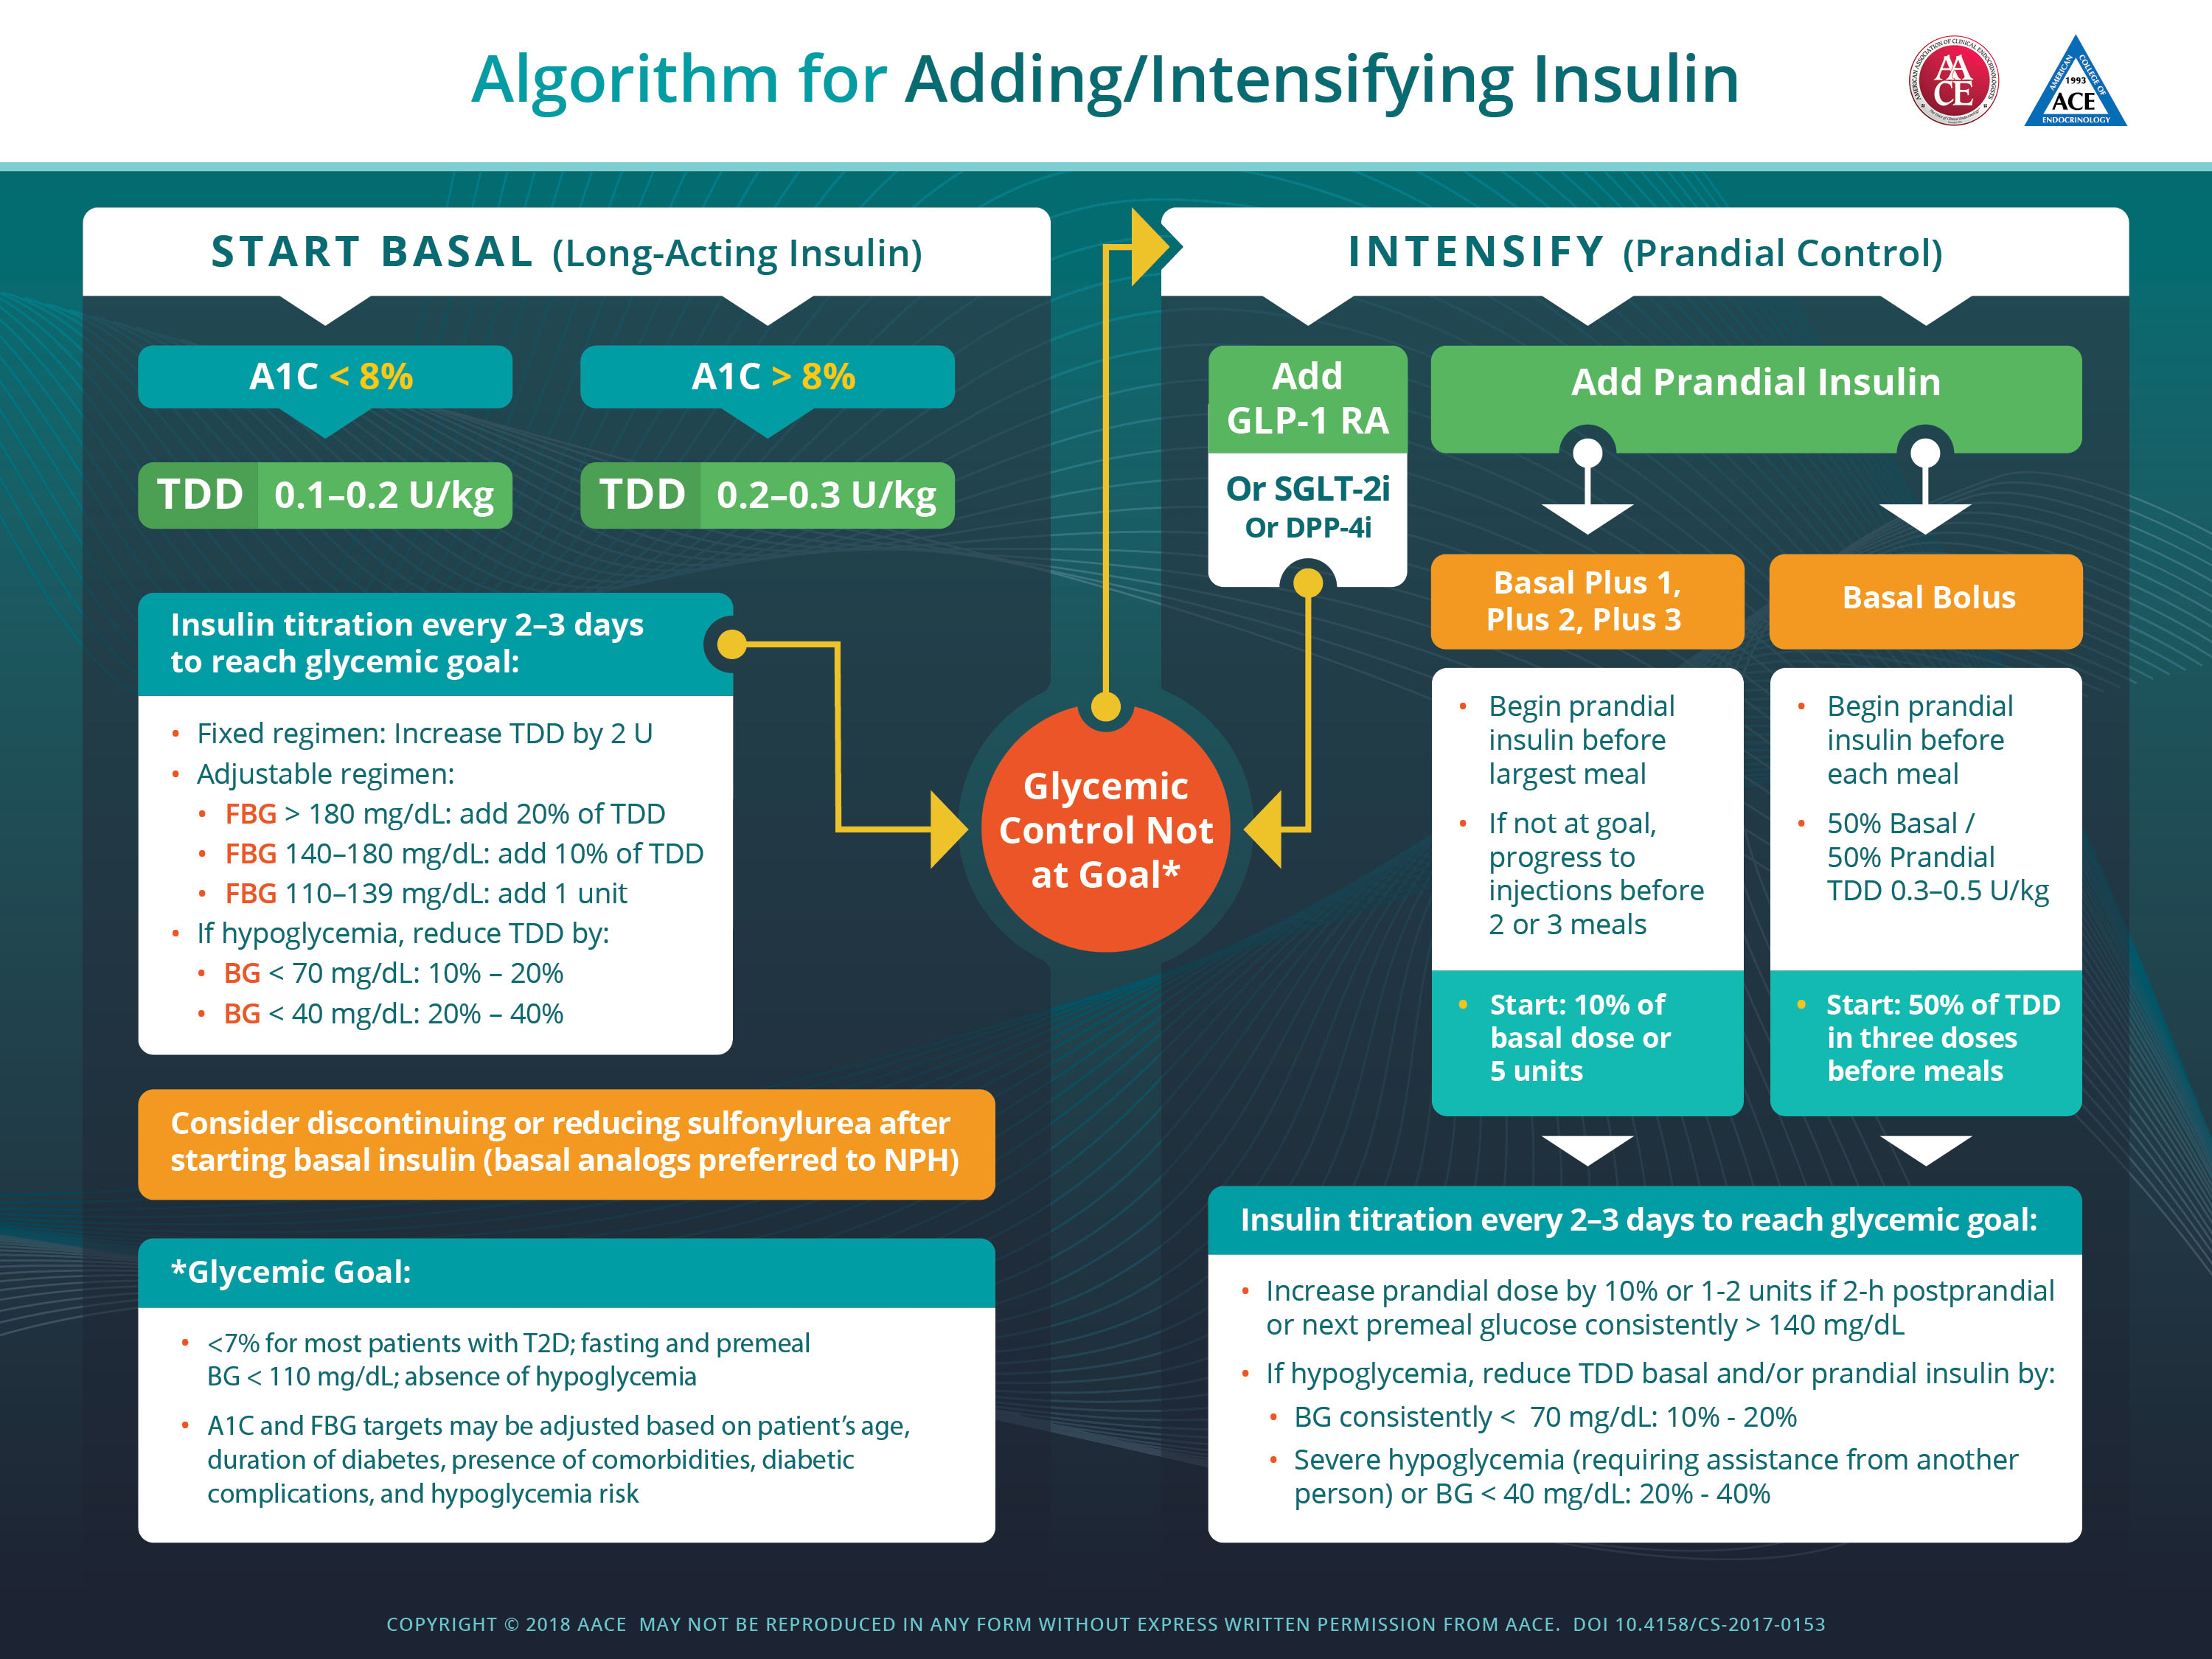 Algorithm for Adding/Intensifying Insulin
AMERICAN ASSOCIATION OF CLINICAL ENDOCRINOLOGISTS
AACE
AMERICAN COLLEGE OF
1993
ACE
ENDOCRINOLOGY
START BASAL (Long-Acting Insulin)
A1C < 8%
A1C > 8%
TDD 0.1–0.2 U/kg
TDD 0.2–0.3 U/kg
Insulin titration every 2–3 days
to reach glycemic goal:
• Fixed regimen: Increase TDD by 2 U
• Adjustable regimen:
• FBG > 180 mg/dL: add 20% of TDD
• FBG 140–180 mg/dL: add 10% of TDD
• FBG 110–139 mg/dL: add 1 unit
• If hypoglycemia, reduce TDD by:
• BG < 70 mg/dL: 10% – 20%
• BG < 40 mg/dL: 20% – 40%
Consider discontinuing or reducing sulfonylurea after
starting basal insulin (basal analogs preferred to NPH)
*Glycemic Goal:
• <7% for most patients with T2D; fasting and premeal
BG < 110 mg/dL; absence of hypoglycemia
• A1C and FBG targets may be adjusted based on patient's age,
duration of diabetes, presence of comorbidities, diabetic
complications, and hypoglycemia risk
Glycemic
Control Not
at Goal*
INTENSIFY (Prandial Control)
Add
GLP-1 RA
Or SGLT-2i
Or DPP-4i
Add Prandial Insulin
Basal Plus 1,
Plus 2, Plus 3
• Begin prandial
insulin before
largest meal
• If not at goal,
progress to
injections before
2 or 3 meals
• Start: 10% of
basal dose or
5 units
Basal Bolus
• Begin prandial
insulin before
each meal
• 50% Basal /
50% Prandial
TDD 0.3–0.5 U/kg
• Start: 50% of TDD
in three doses
before meals
Insulin titration every 2–3 days to reach glycemic goal:
• Increase prandial dose by 10% or 1-2 units if 2-h postprandial
or next premeal glucose consistently > 140 mg/dL
• If hypoglycemia, reduce TDD basal and/or prandial insulin by:
• BG consistently < 70 mg/dL: 10% - 20%
• Severe hypoglycemia (requiring assistance from another
person) or BG < 40 mg/dL: 20% - 40%
COPYRIGHT © 2018 AACE MAY NOT BE REPRODUCED IN ANY FORM WITHOUT EXPRESS WRITTEN PERMISSION FROM AACE. DOI 10.4158/CS-2017-0153